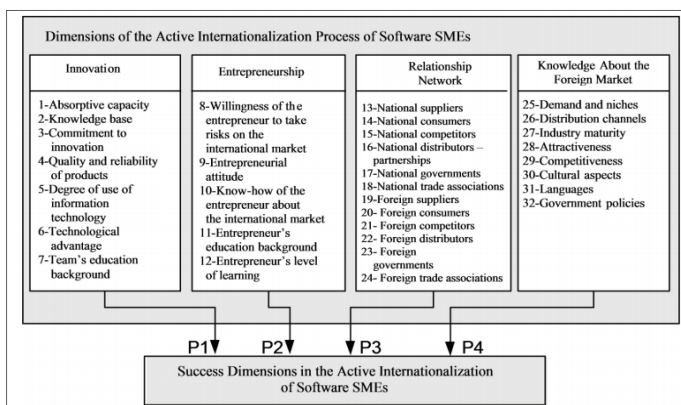 Dimensions of the Active Internationalization Process of Software SMEs
Innovation
1-Absorptive capacity
2-Knowledge base
3-Commitment to
innovation
4-Quality and reliability
of products
5-Degree of use of
information
technology
6-Technological
advantage
7-Team's education
background
Entrepreneurship
8-Willingness of the
entrepreneur to take
risks on the
international market
9-Entrepreneurial
attitude
10-Know-how of the
entrepreneur about
the international market
11-Entrepreneur's
education background
12-Entrepreneur's level
of learning
Relationship
Network
13-National suppliers
14-National consumers
15-National competitors
16-National distributors –
partnerships
17-National governments
18-National trade associations
19-Foreign suppliers
20- Foreign consumers
21- Foreign competitors
22- Foreign distributors
23- Foreign
governments
24- Foreign trade associations
Knowledge About the
Foreign Market
25-Demand and niches
26-Distribution channels
27-Industry maturity
28-Attractiveness
29-Competitiveness
30-Cultural aspects
31-Languages
32-Government policies
P1 P2 P3 P4
Success Dimensions in the Active Internationalization
of Software SMEs